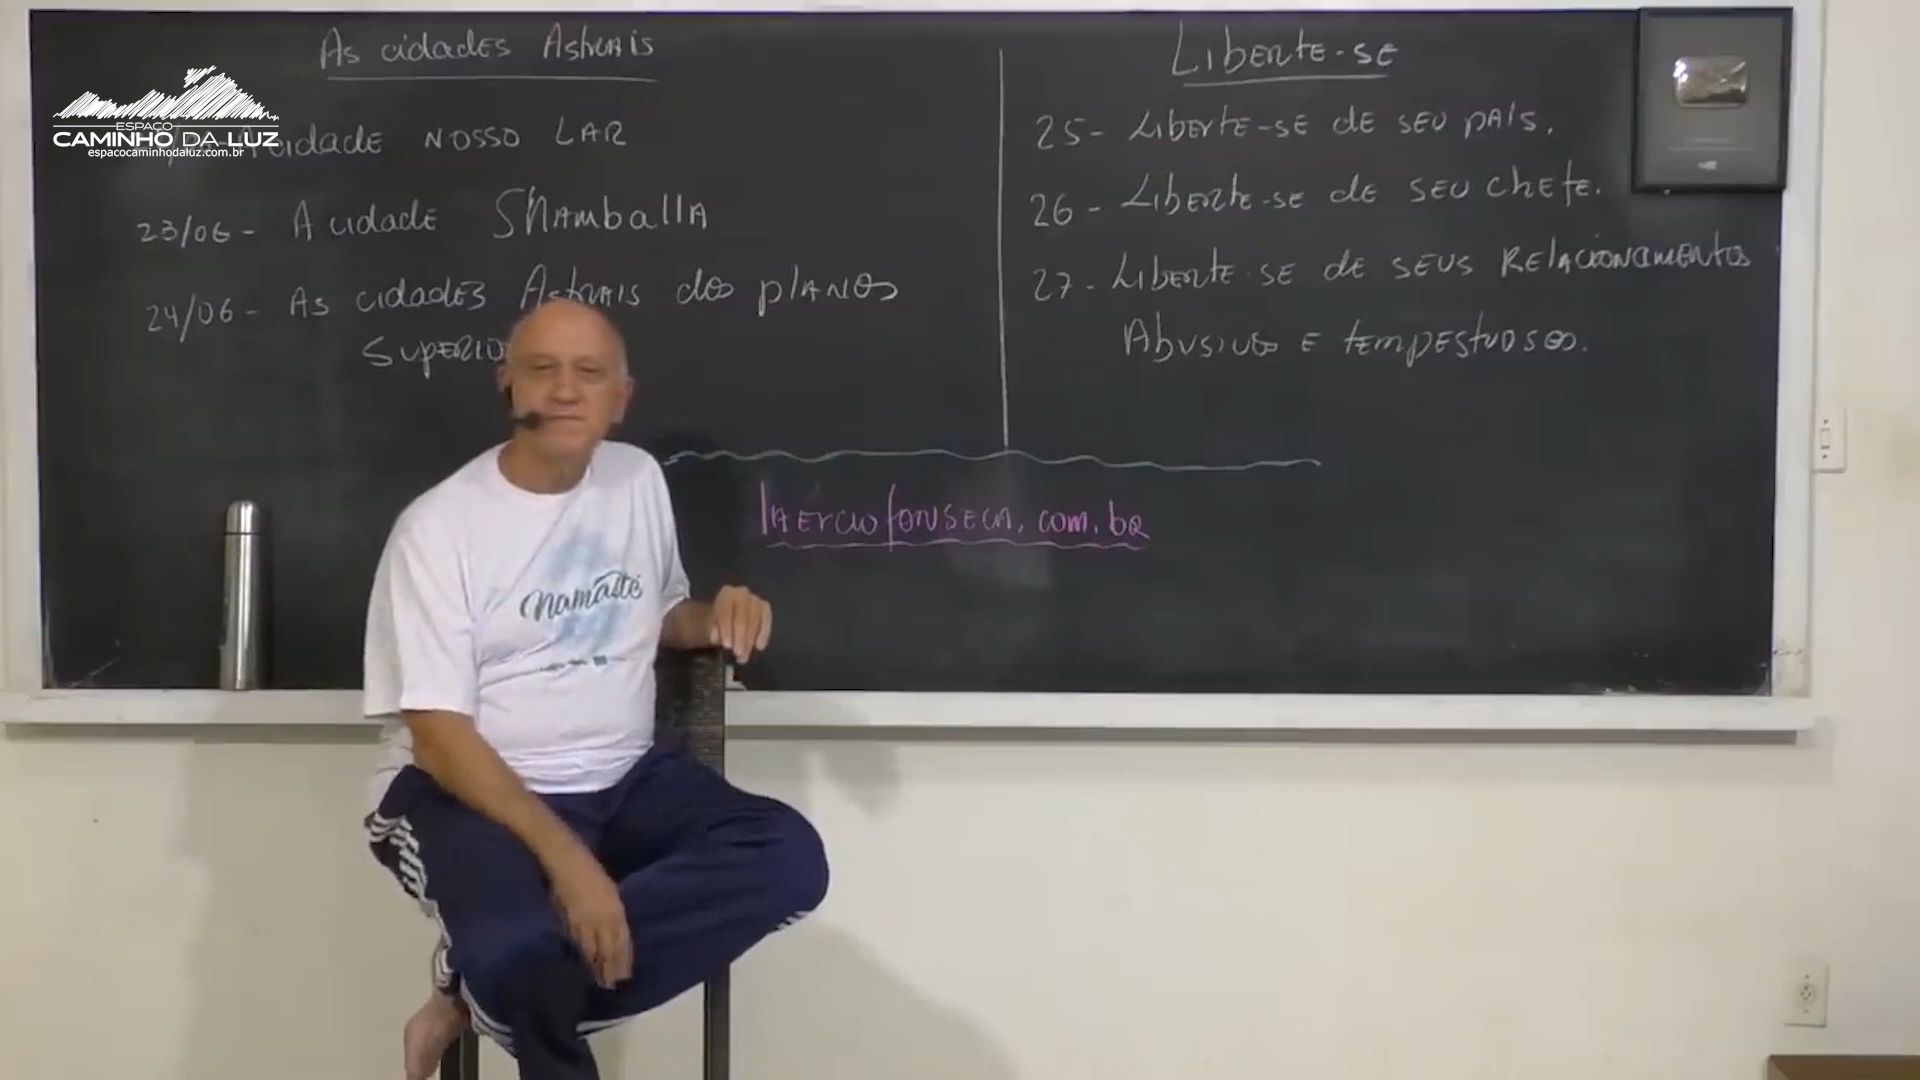 As cidades Astrais
ESPAÇO
CAMINHO DA LUZ
espacocaminhodaluz.com.br
A cidade NOSSO LAR
23/06 - A cidade Shamballa
24/06 - As cidades Astrais dos planos
Liberte-se
25 - Liberte-se de seu pais.
26 - Liberte-se de seu chefe.
27 - Liberte-se de seus relacionamentos
Abusivos e tempestuosos.
laerciofonseca.com.br
Namastê